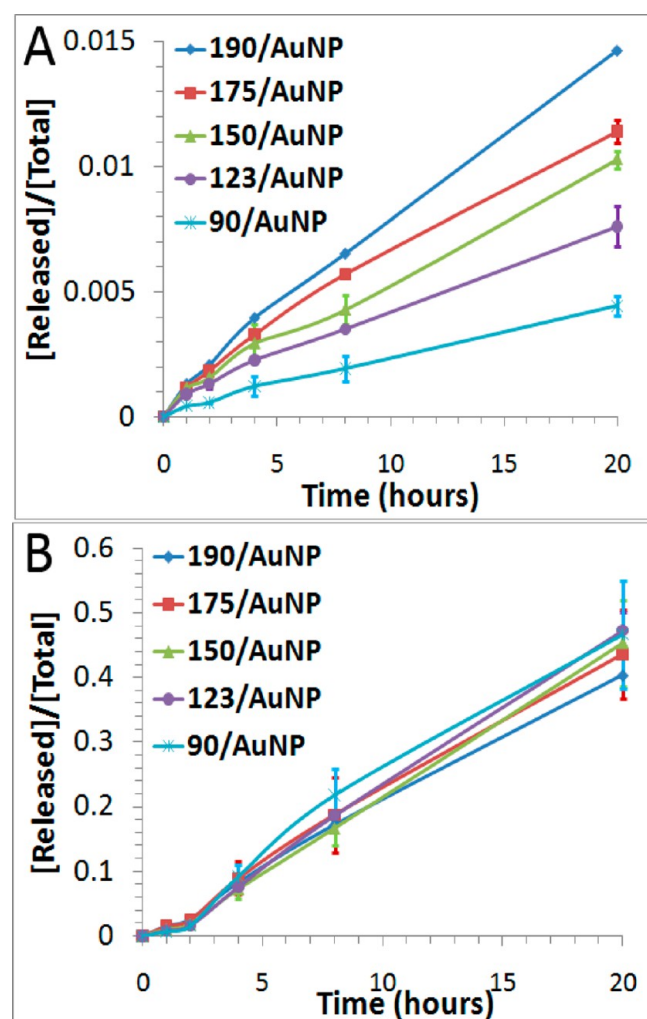 A
190/AuNP
175/AuNP
150/AuNP
123/AuNP
90/AuNP
[Released]/[Total]
0.015
0.01
0.005
0
0 5 10 15 20
Time (hours)
B
190/AuNP
175/AuNP
150/AuNP
123/AuNP
90/AuNP
[Released]/[Total]
0.6
0.5
0.4
0.3
0.2
0.1
0
0 5 10 15 20
Time (hours)